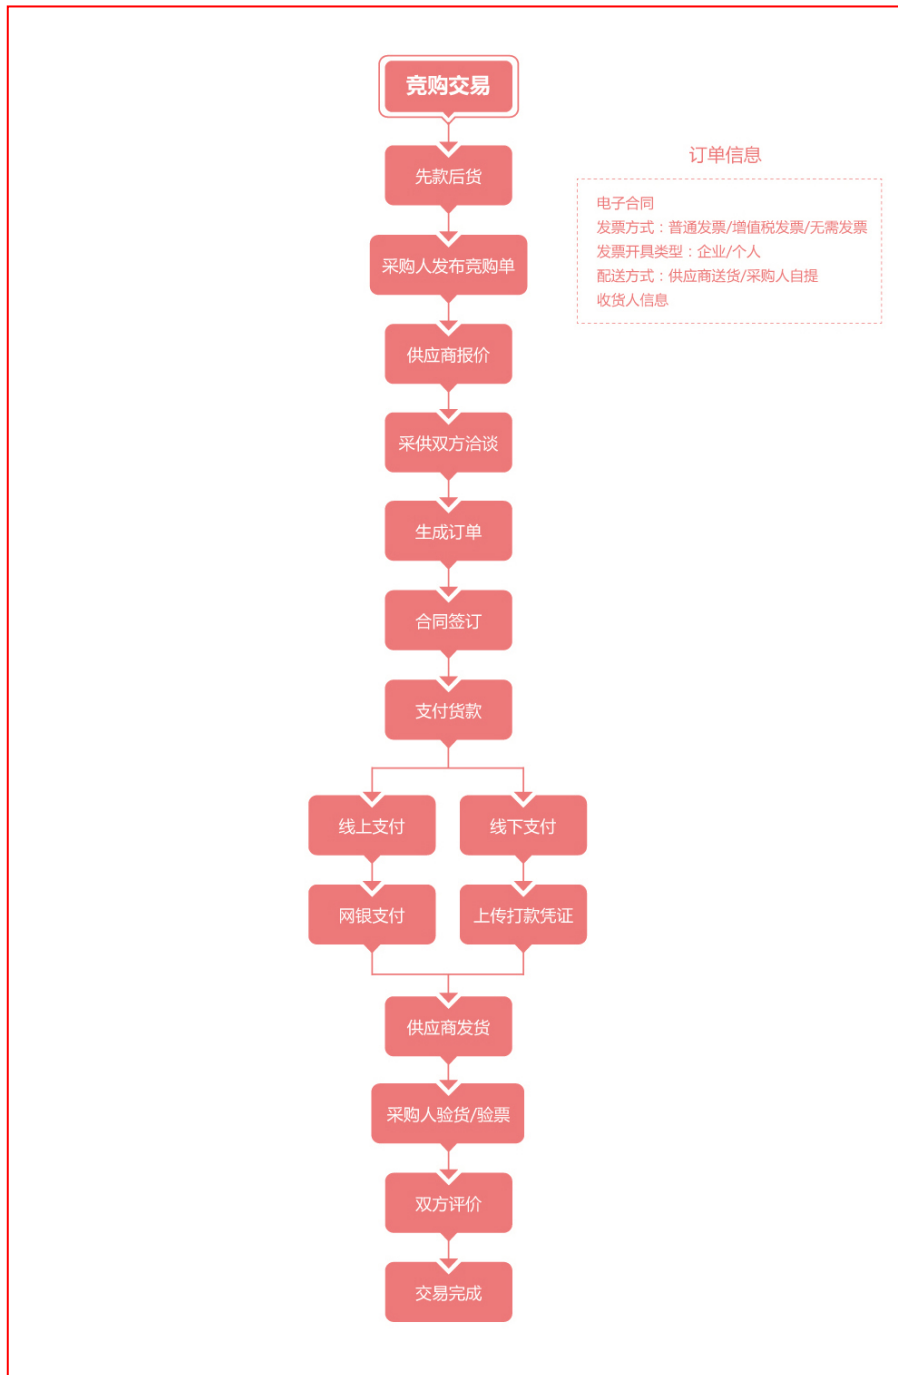 竞购交易
先款后货
采购人发布竞购单
供应商报价
采供双方洽谈
生成订单
合同签订
支付货款
线上支付
线下支付
网银支付
上传打款凭证
供应商发货
采购人验货/验票
双方评价
交易完成
订单信息
电子合同
发票方式：普通发票/增值税发票/无需发票
发票开具类型：企业/个人
配送方式：供应商送货/采购人自提
收货人信息